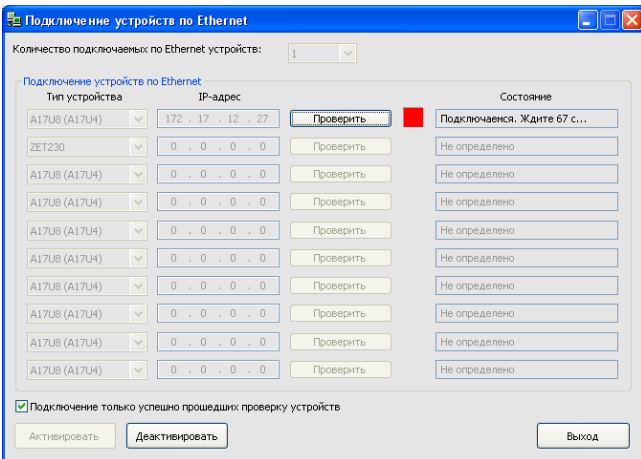 Подключение устройств по Ethernet
Количество подключаемых по Ethernet устройств: 1
Подключение устройств по Ethernet
Тип устройства IP-адрес Состояние
A17U8 (A17U4) 172 . 17 . 12 . 27 Проверить Подключаемся. Ждите 67 с...
ZET230 0 . 0 . 0 . 0 Проверить Не определено
A17U8 (A17U4) 0 . 0 . 0 . 0 Проверить Не определено
A17U8 (A17U4) 0 . 0 . 0 . 0 Проверить Не определено
A17U8 (A17U4) 0 . 0 . 0 . 0 Проверить Не определено
A17U8 (A17U4) 0 . 0 . 0 . 0 Проверить Не определено
A17U8 (A17U4) 0 . 0 . 0 . 0 Проверить Не определено
A17U8 (A17U4) 0 . 0 . 0 . 0 Проверить Не определено
A17U8 (A17U4) 0 . 0 . 0 . 0 Проверить Не определено
A17U8 (A17U4) 0 . 0 . 0 . 0 Проверить Не определено
Подключение только успешно прошедших проверку устройств
Активировать Деактивировать Выход